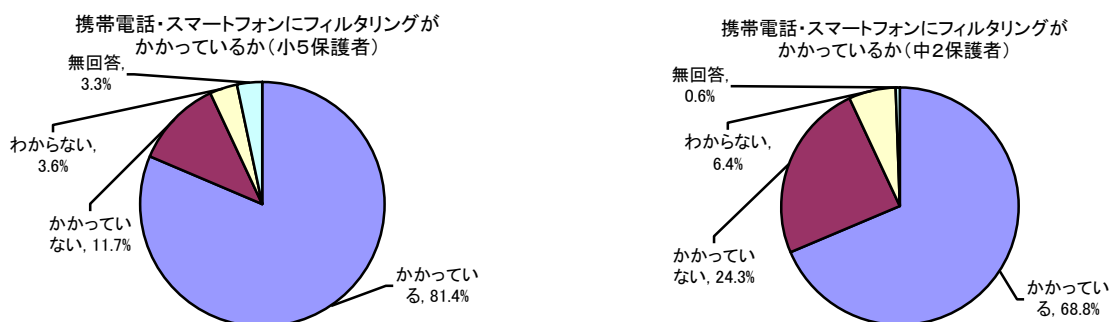 携帯電話・スマートフォンにフィルタリングが
かかっているか（小５保護者）
無回答,
3.3%
わからない,
3.6%
かかってい
ない, 11.7%
かかってい
る, 81.4%
携帯電話・スマートフォンにフィルタリングが
かかっているか（中２保護者）
無回答,
0.6%
わからない,
6.4%
かかってい
ない, 24.3%
かかってい
る, 68.8%